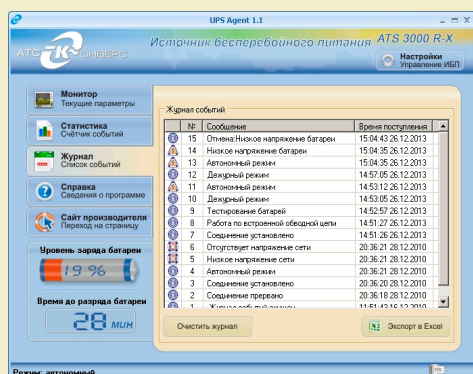 UPS Agent 1.1
АТС КОНВЕРС
Источник бесперебойного питания ATS 3000 R-X
Настройки
Управление ИБП
Монитор
Текущие параметры
Статистика
Счётчик событий
Журнал
Список событий
Справка
Сведения о программе
Сайт производителя
Переход на страницу
Уровень заряда батареи
19 %
Время до разряда батареи
28 мин
Журнал событий
№ Сообщение Время поступления
15 Отмена:Низкое напряжение батареи 15:04:43 26.12.2013
14 Низкое напряжение батареи 15:04:35 26.12.2013
13 Автономный режим 15:04:35 26.12.2013
12 Дежурный режим 14:57:05 26.12.2013
11 Автономный режим 14:53:12 26.12.2013
10 Дежурный режим 14:53:05 26.12.2013
9 Тестирование батарей 14:52:57 26.12.2013
8 Работа по встроенной обводной цепи 14:51:27 26.12.2013
7 Соединение установлено 14:51:26 26.12.2013
6 Отсутствует напряжение сети 20:36:21 28.12.2010
5 Низкое напряжение сети 20:36:21 28.12.2010
4 Автономный режим 20:36:21 28.12.2010
3 Соединение установлено 20:36:20 28.12.2010
2 Соединение прервано 20:36:18 28.12.2010
Очистить журнал
Экспорт в Excel
Режим: автономный